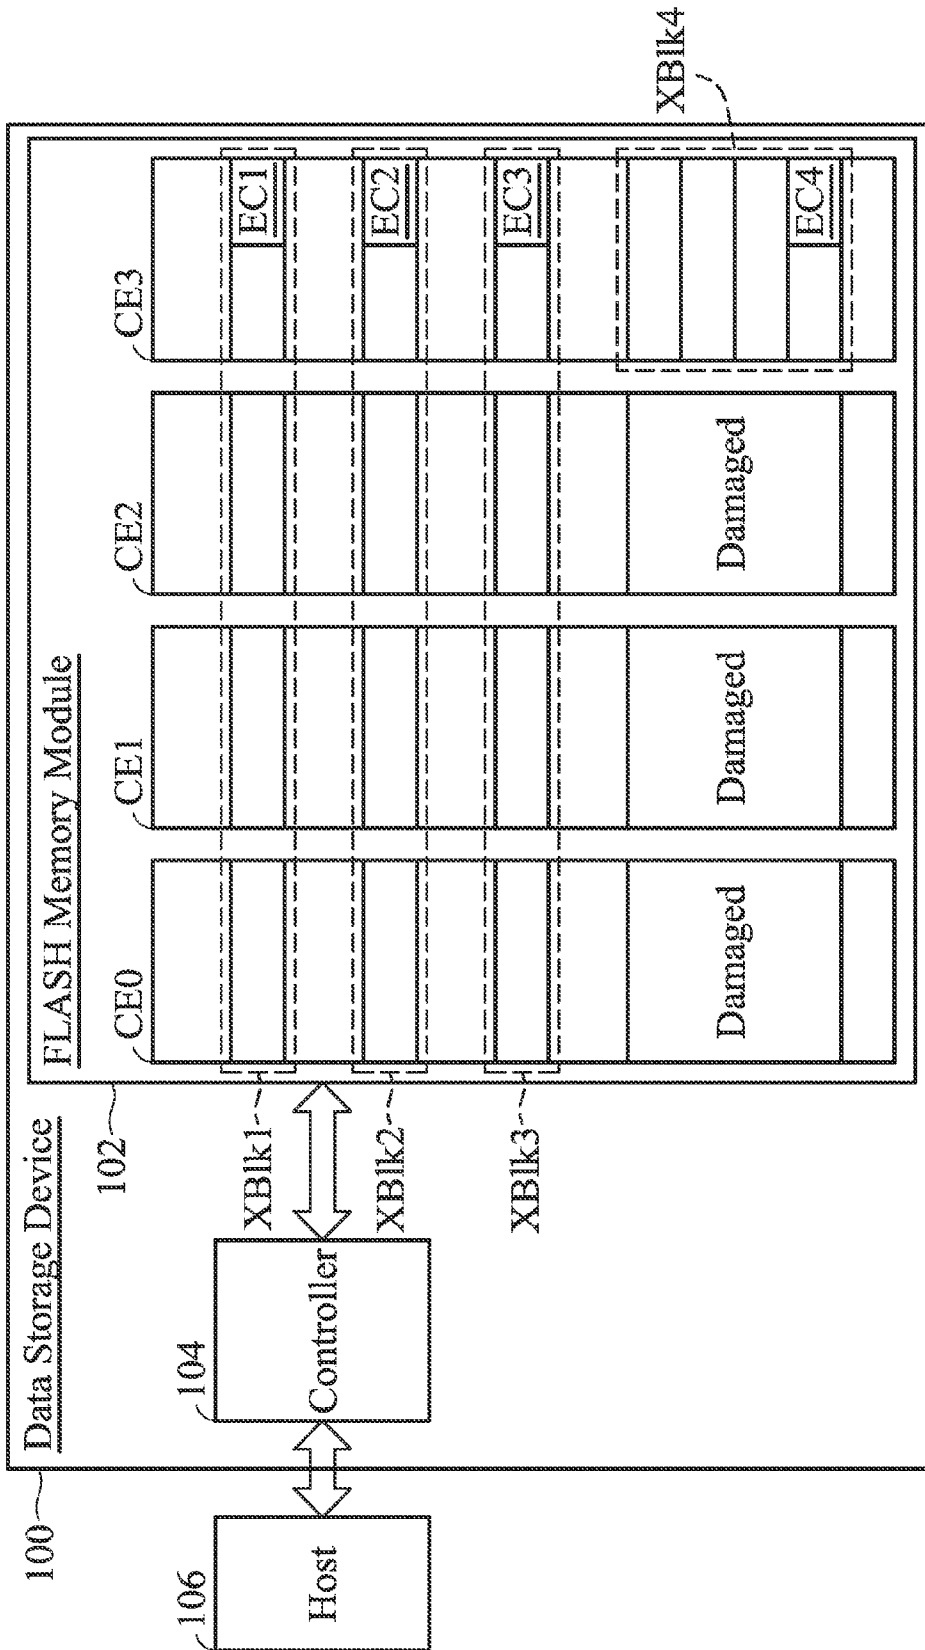 100
Data Storage Device
102
FLASH Memory Module
CE0
CE1
CE2
CE3
106
Host
104
Controller
XBlk1
EC1
XBlk2
EC2
XBlk3
EC3
Damaged
Damaged
Damaged
EC4
XBlk4